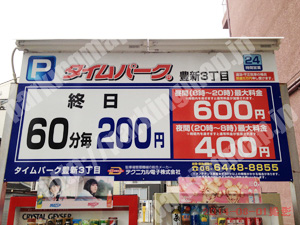 P タイムパーク 豊新3丁目
24
終日
60分毎 200円
昼間(8時〜20時)最大料金
600円
夜間(20時〜8時)最大料金
400円
06-6448-8855
タイムパーク豊新3丁目
テクニカル電子株式会社
CRYSTAL GEYSER